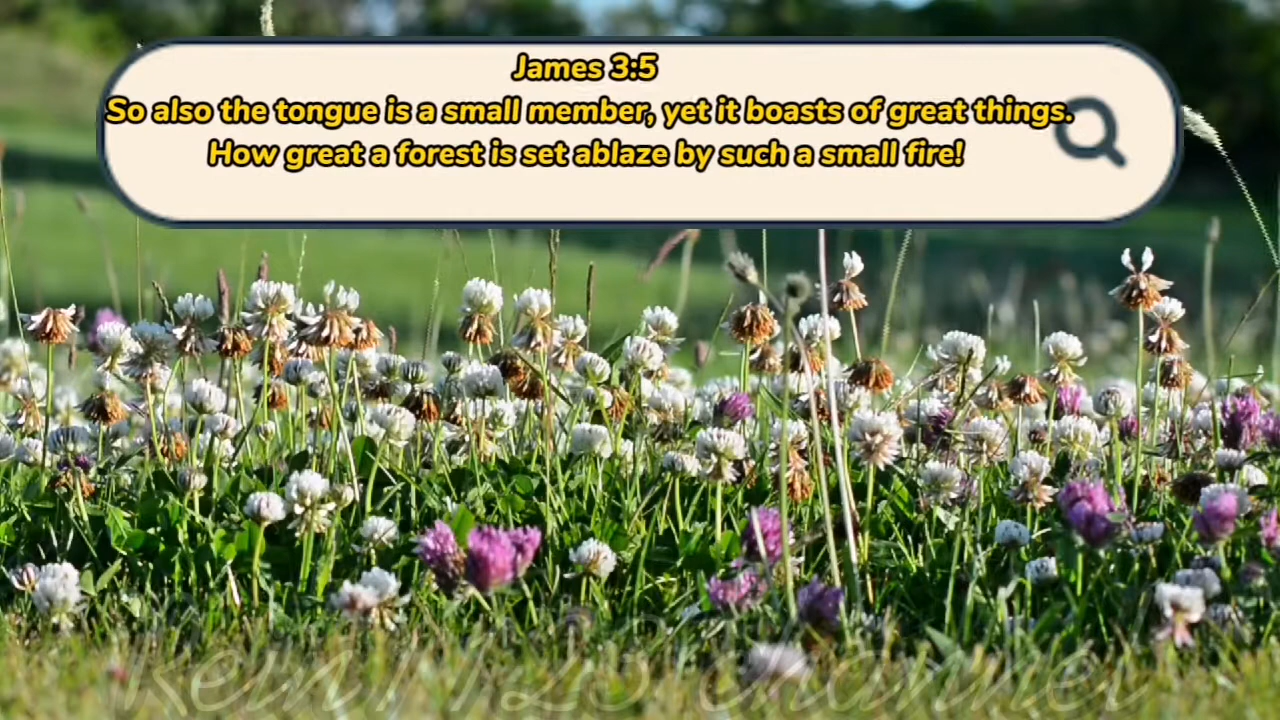 James 3:5
So also the tongue is a small member, yet it boasts of great things.
How great a forest is set ablaze by such a small fire!